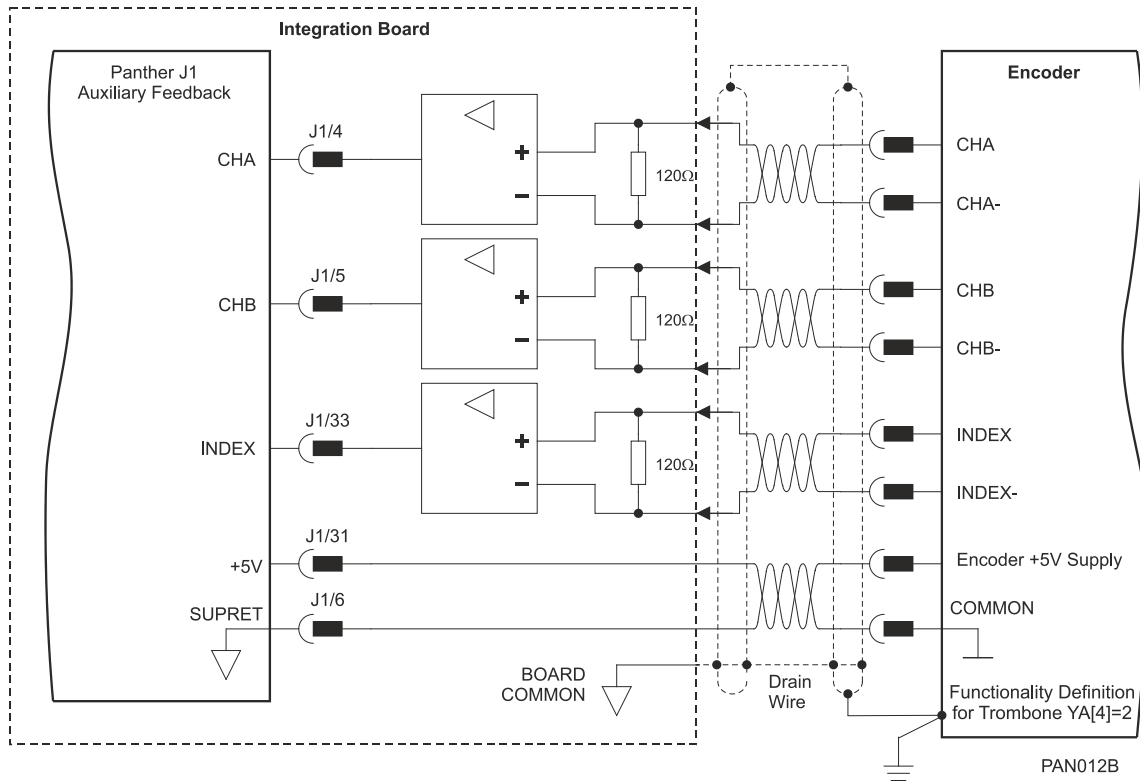 Integration Board
Panther J1
Auxiliary Feedback
Encoder
J1/4
CHA
+
-
120Ω
CHA
CHA-
J1/5
CHB
+
-
120Ω
CHB
CHB-
J1/33
INDEX
+
-
120Ω
INDEX
INDEX-
J1/31
+5V
Encoder +5V Supply
J1/6
SUPRET
COMMON
BOARD
COMMON
Drain
Wire
Functionality Definition
for Trombone YA[4]=2
PAN012B